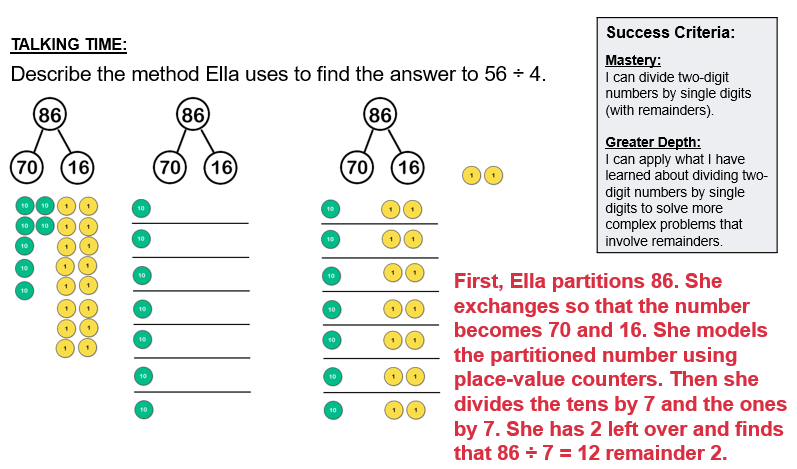 TALKING TIME:
Describe the method Ella uses to find the answer to 56 ÷ 4.
86
70 16
10 10 1 1
10 10 1 1
10 1 1
10 1 1
10 1 1
1 1
1 1
1 1
86
70 16
10
10
10
10
10
10
10
86
70 16
1 1
10 1 1
10 1 1
10 1 1
10 1 1
10 1 1
10 1 1
10 1 1
Success Criteria:
Mastery:
I can divide two-digit
numbers by single digits
(with remainders).
Greater Depth:
I can apply what I have
learned about dividing two-
digit numbers by single
digits to solve more
complex problems that
involve remainders.
First, Ella partitions 86. She
exchanges so that the number
becomes 70 and 16. She models
the partitioned number using
place-value counters. Then she
divides the tens by 7 and the ones
by 7. She has 2 left over and finds
that 86 ÷ 7 = 12 remainder 2.